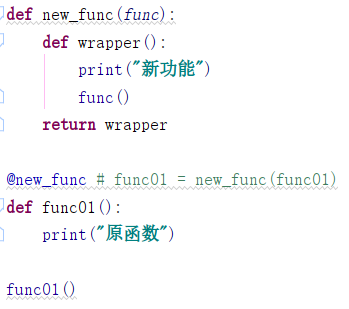 def new_func(func):
    def wrapper():
        print("新功能")
        func()
    return wrapper

@new_func # func01 = new_func(func01)
def func01():
    print("原函数")

func01()